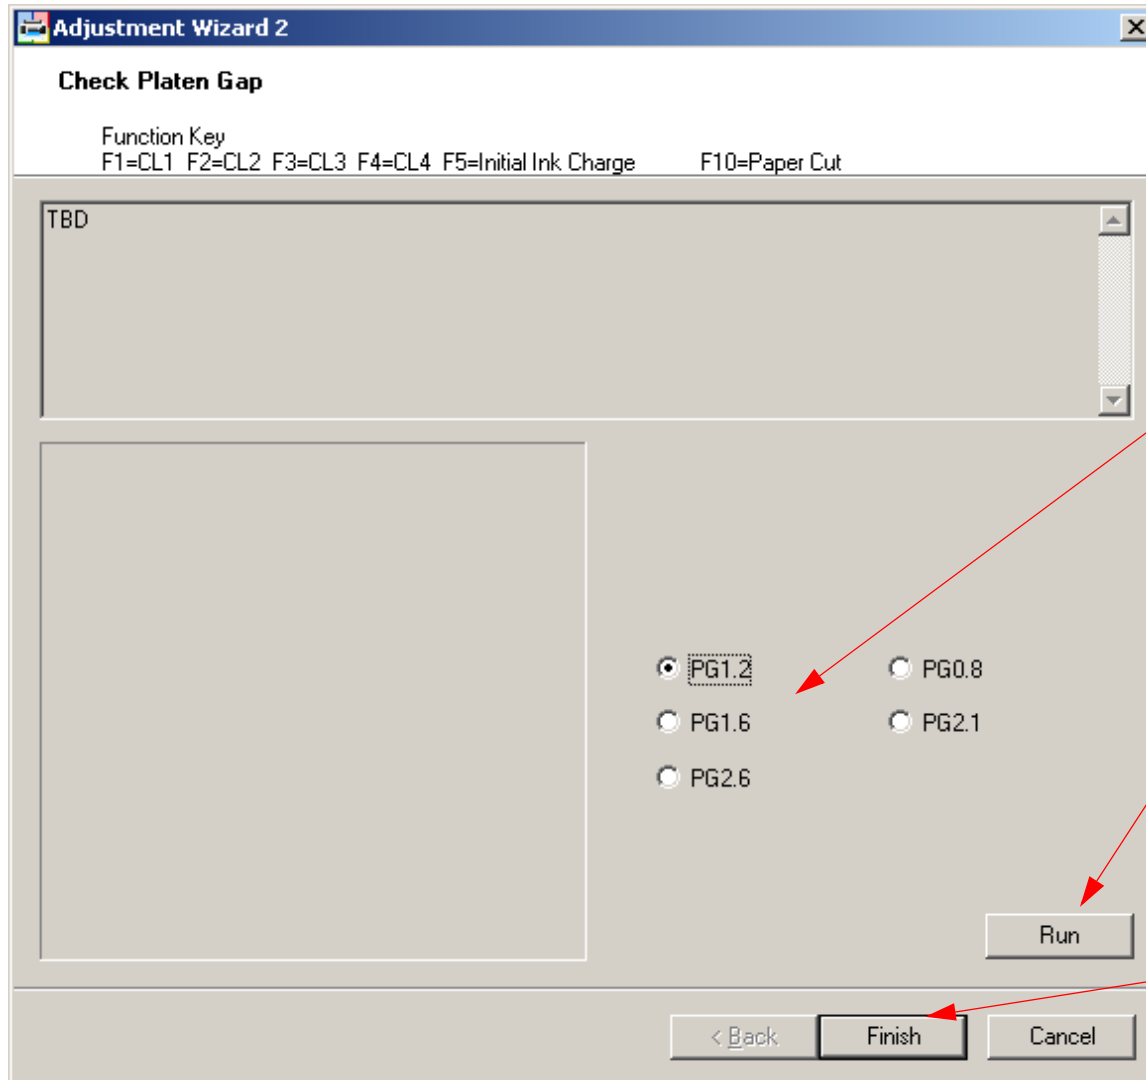 Adjustment Wizard 2
Check Platen Gap
Function Key
F1=CL1 F2=CL2 F3=CL3 F4=CL4 F5=Initial Ink Charge F10=Paper Cut
TBD
PG1.2 PG0.8
PG1.6 PG2.1
PG2.6
Run
< Back Finish Cancel